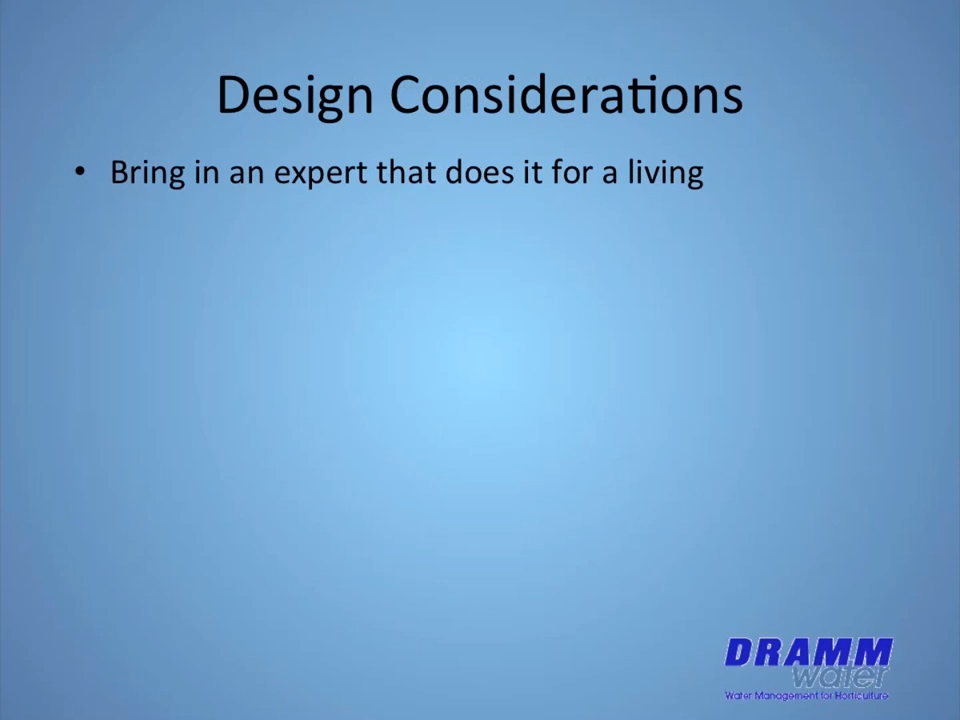 Design Considerations
• Bring in an expert that does it for a living
DRAMM
water
Water Management for Horticulture